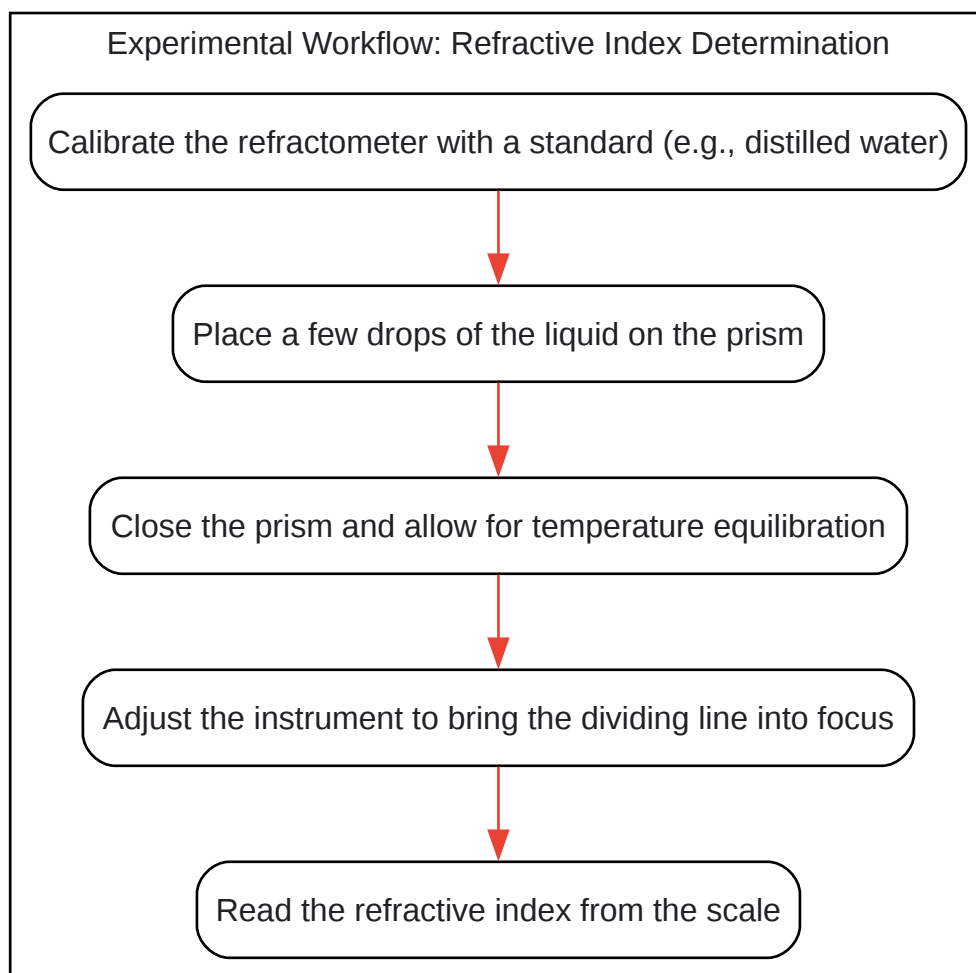 Experimental Workflow: Refractive Index Determination
Calibrate the refractometer with a standard (e.g., distilled water)
Place a few drops of the liquid on the prism
Close the prism and allow for temperature equilibration
Adjust the instrument to bring the dividing line into focus
Read the refractive index from the scale